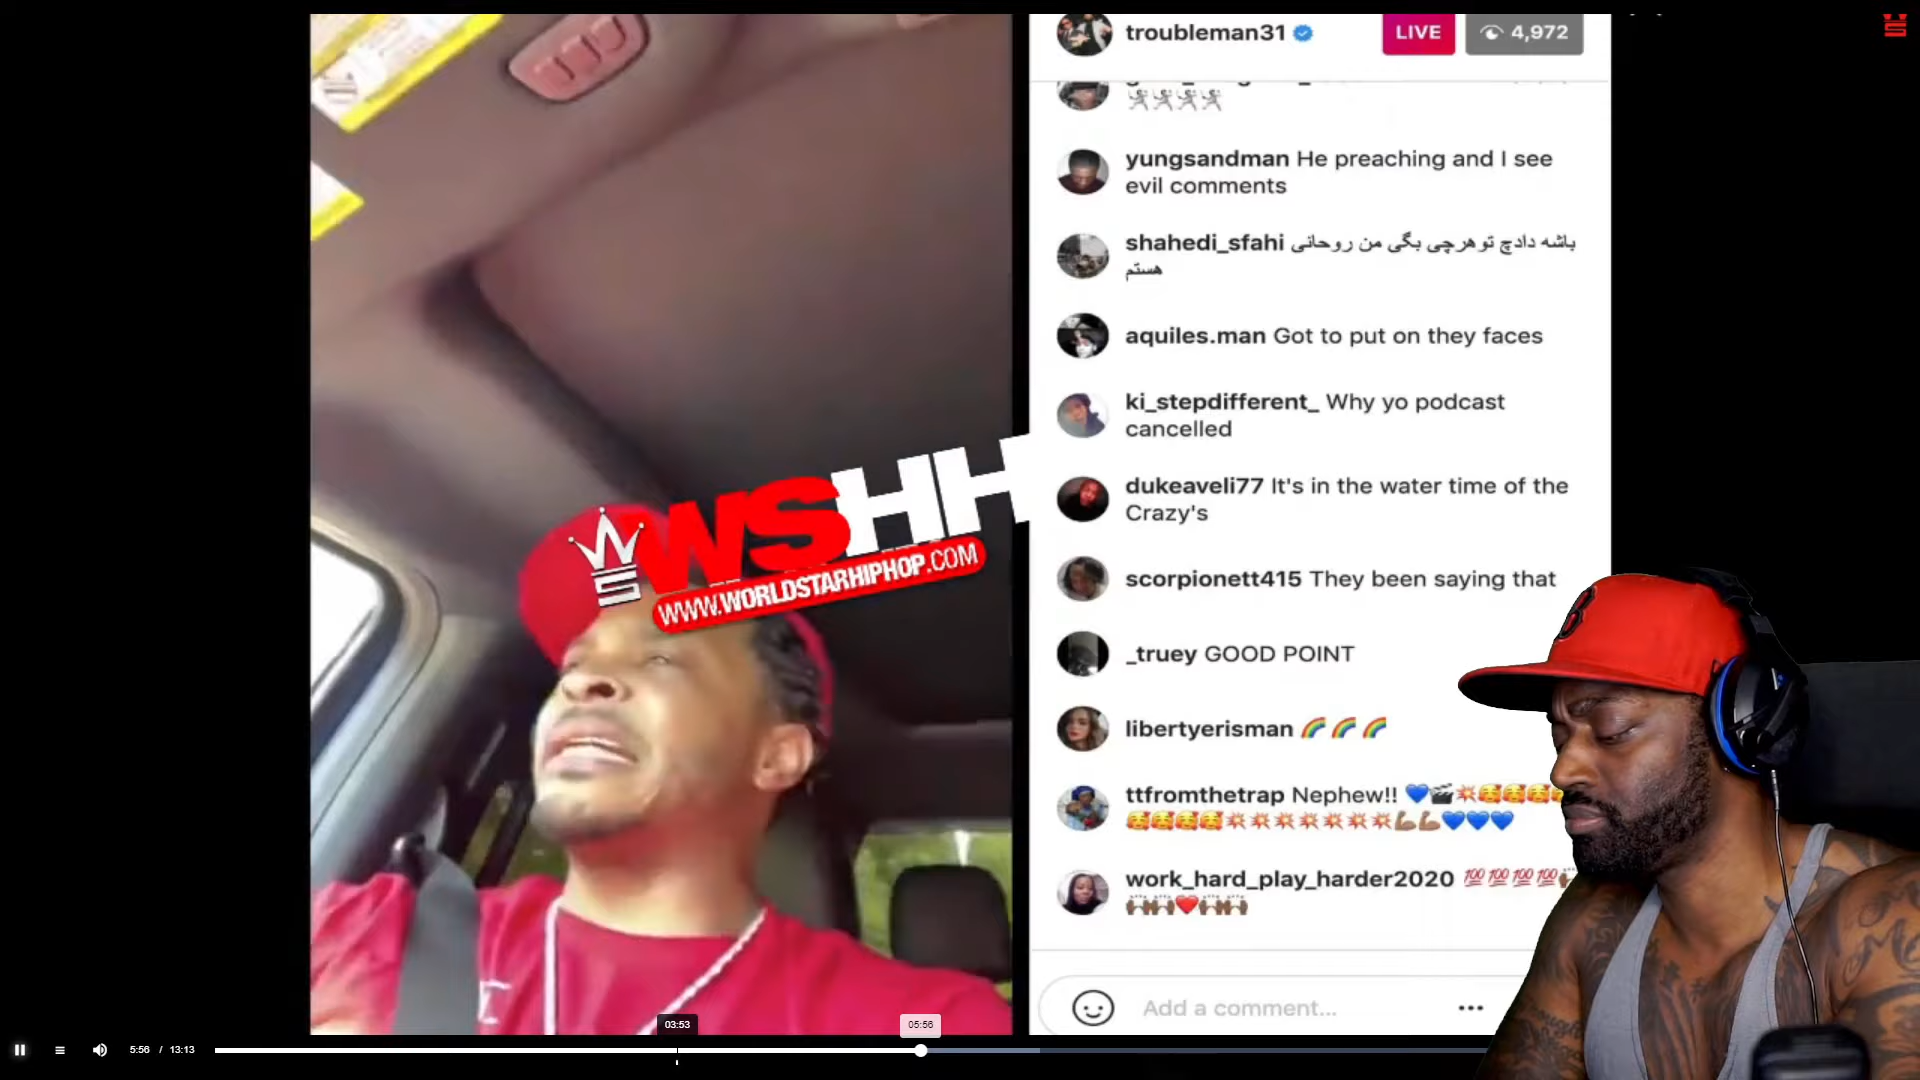 troubleman31
LIVE
4,972
yungsandman He preaching and I see
evil comments
shahedi_sfahi باشه دادچ تو هرچی بگی من روحانی
هستم
aquiles.man Got to put on they faces
ki_stepdifferent_ Why yo podcast
cancelled
dukeaveli77 It's in the water time of the
Crazy's
scorpionett415 They been saying that
_truey GOOD POINT
libertyerisman 🌈🌈🌈
ttfromthetrap Nephew!! 💙🎬💥🥰🥰🥰
🥰🥰🥰🥰💥💥💥💥💥💥💥💪🏽💪🏽💙💙💙
work_hard_play_harder2020 💯💯💯💯
Add a comment...
WSHH
WWW.WORLDSTARHIPHOP.COM
03:53
05:56
5:56 / 13:13
B